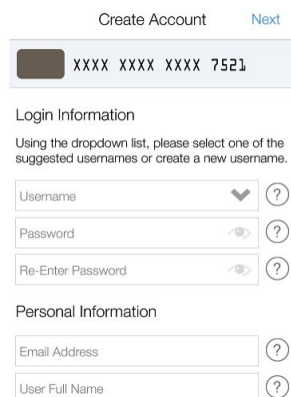 Create Account Next
XXXX XXXX XXXX 7521
Login Information
Using the dropdown list, please select one of the
suggested usernames or create a new username.
Username ?
Password ?
Re-Enter Password ?
Personal Information
Email Address ?
User Full Name ?